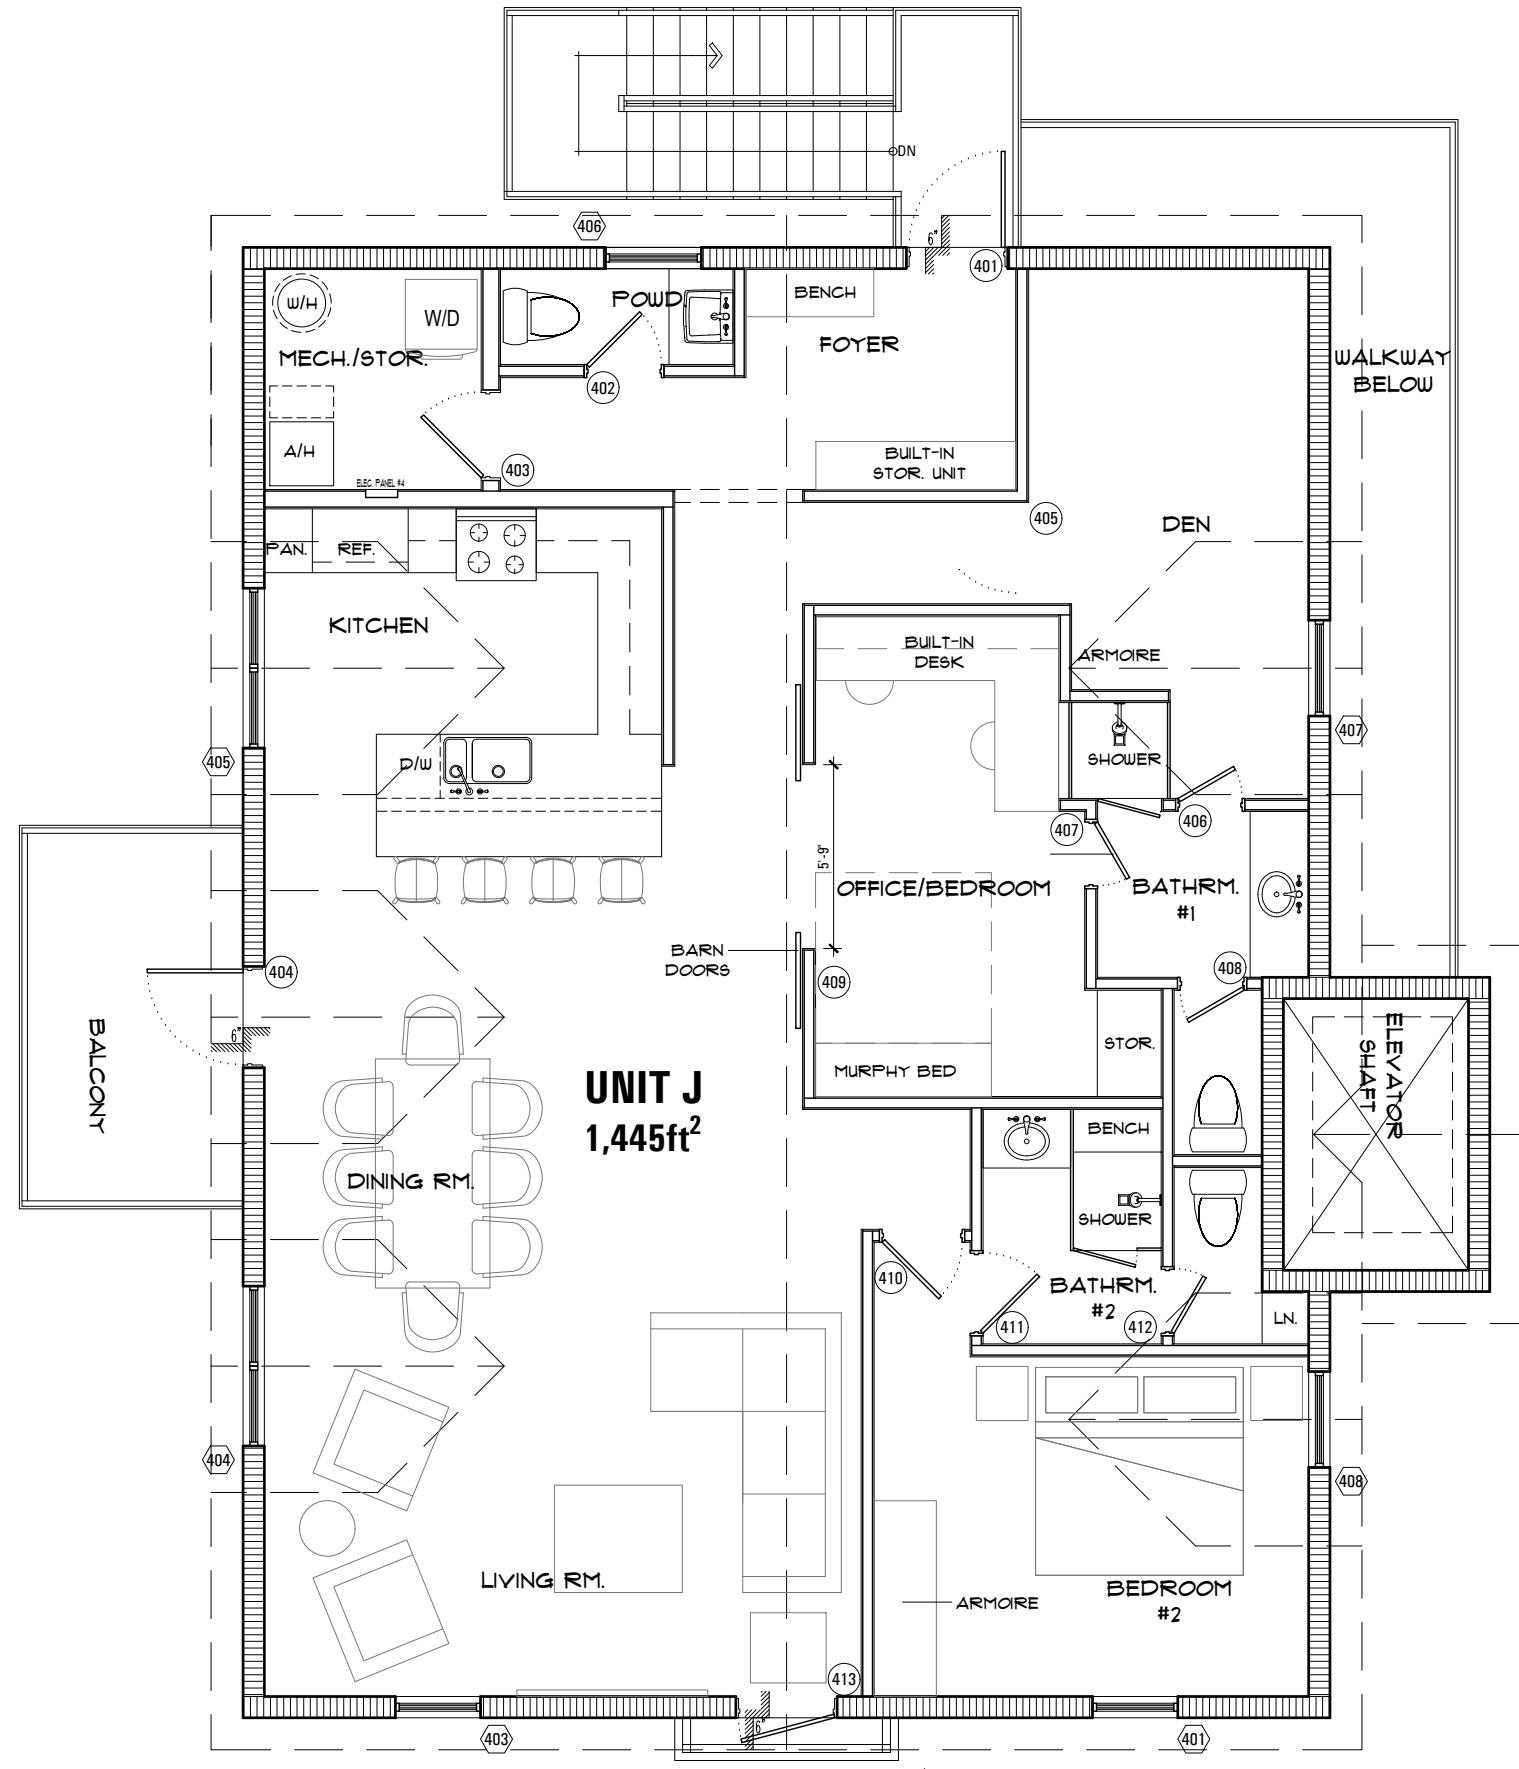 DN
406
6"
401
W/H
W/D
POWD.
BENCH
MECH./STOR.
FOYER
WALKWAY
BELOW
402
A/H
BUILT-IN
STOR. UNIT
403
ELEC. PANEL #4
405
DEN
PAN.
REF.
KITCHEN
BUILT-IN
DESK
ARMOIRE
407
405
D/W
SHOWER
406
407
5'-9"
OFFICE/BEDROOM
BATHRM.
#1
BARN
DOORS
404
409
408
BALCONY
6"
ELEVATOR
SHAFT
STOR.
MURPHY BED
UNIT J
1,445ft²
BENCH
DINING RM.
SHOWER
410
BATHRM.
#2
411
412
LN.
404
408
LIVING RM.
BEDROOM
#2
ARMOIRE
413
6"
403
401